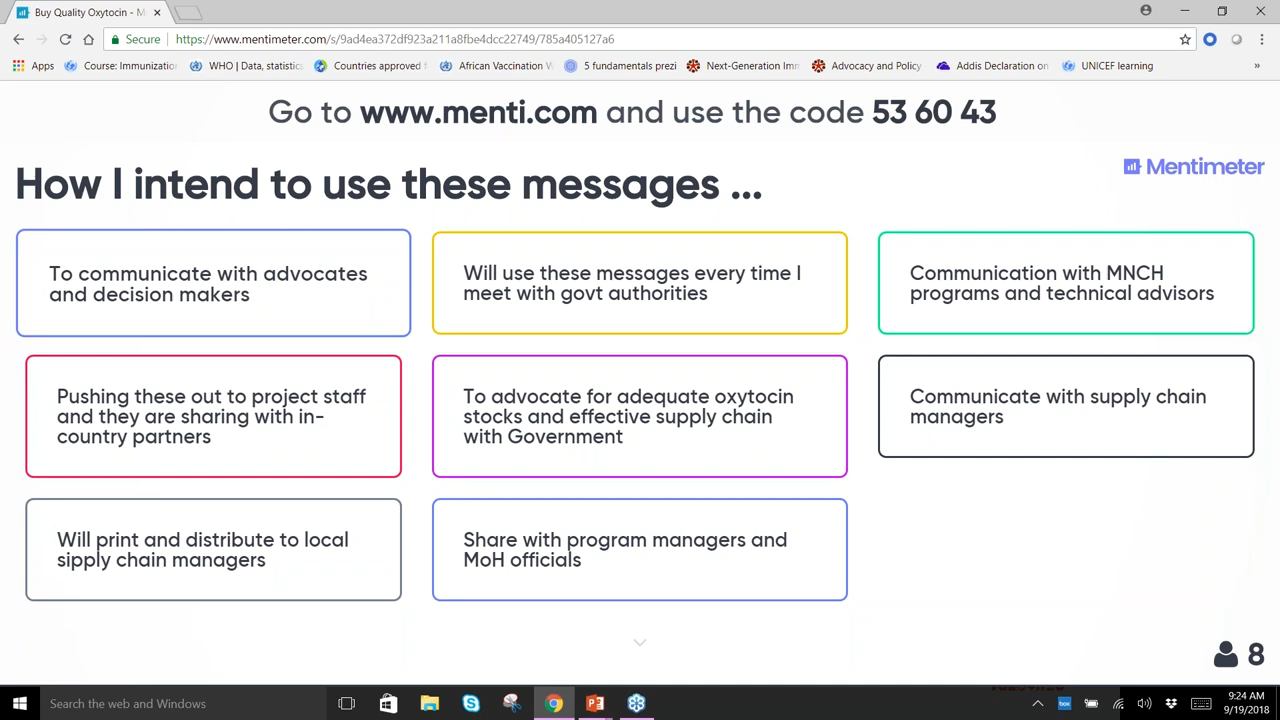 Buy Quality Oxytocin - M
Secure
https://www.mentimeter.com/s/9ad4ea372df923a211a8fbe4dcc22749/785a405127a6
Apps
Course: Immunization
WHO | Data, statistics
Countries approved f
African Vaccination W
5 fundamentals prezi
Next-Generation Imm
Advocacy and Policy
Addis Declaration on
UNICEF learning
»
Go to www.menti.com and use the code 53 60 43
How I intend to use these messages ...
Mentimeter
To communicate with advocates
and decision makers
Will use these messages every time I
meet with govt authorities
Communication with MNCH
programs and technical advisors
Pushing these out to project staff
and they are sharing with in-
country partners
To advocate for adequate oxytocin
stocks and effective supply chain
with Government
Communicate with supply chain
managers
Will print and distribute to local
sipply chain managers
Share with program managers and
MoH officials
8
Search the web and Windows
box
9:24 AM
9/19/2018